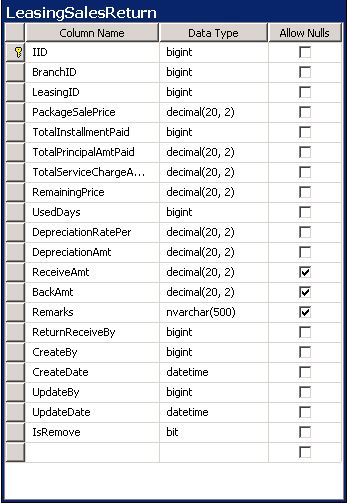 LeasingSalesReturn
Column Name Data Type Allow Nulls
IID bigint
BranchID bigint
LeasingID bigint
PackageSalePrice decimal(20, 2)
TotalInstallmentPaid bigint
TotalPrincipalAmtPaid decimal(20, 2)
TotalServiceChargeA... decimal(20, 2)
RemainingPrice decimal(20, 2)
UsedDays bigint
DepreciationRatePer decimal(20, 2)
DepreciationAmt decimal(20, 2)
ReceiveAmt decimal(20, 2)
BackAmt decimal(20, 2)
Remarks nvarchar(500)
ReturnReceiveBy bigint
CreateBy bigint
CreateDate datetime
UpdateBy bigint
UpdateDate datetime
IsRemove bit